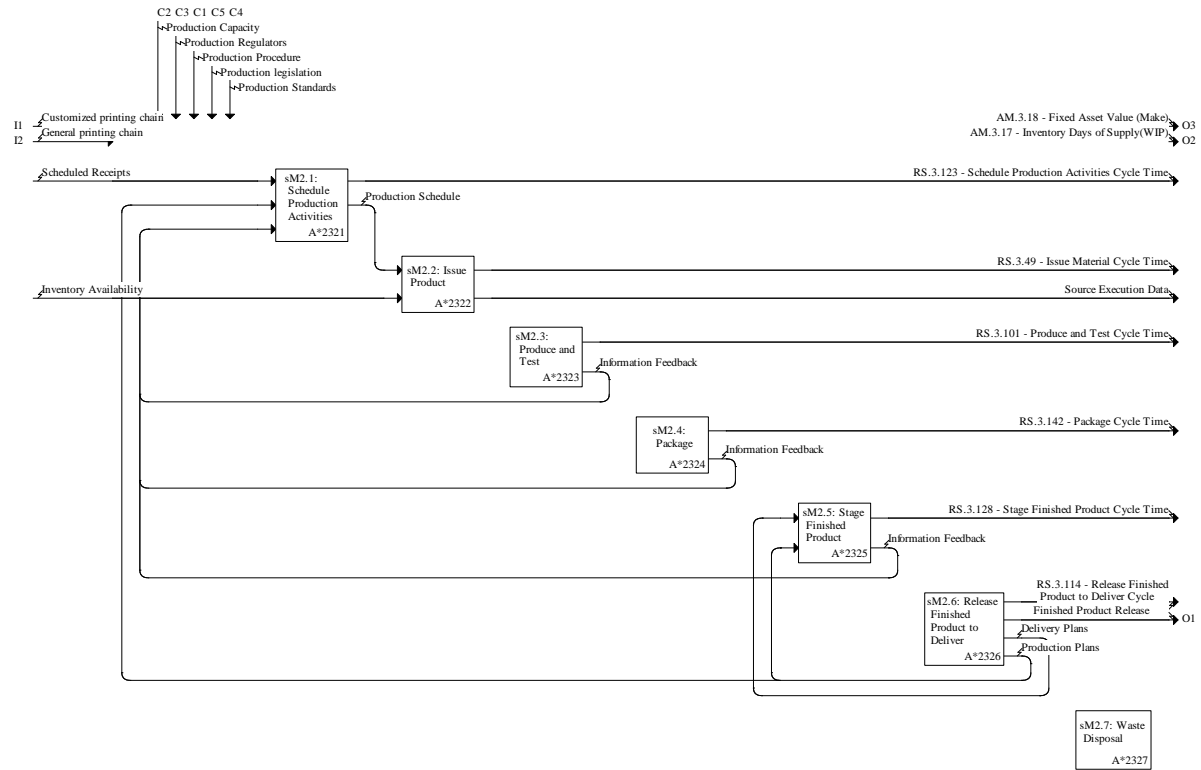 C2 C3 C1 C5 C4
Production Capacity
Production Regulators
Production Procedure
Production legislation
Production Standards
I1
Customized printing chain
I2
General printing chain
AM.3.18 - Fixed Asset Value (Make)
O3
AM.3.17 - Inventory Days of Supply(WIP)
O2
Scheduled Receipts
sM2.1:
Schedule
Production
Activities
A*2321
RS.3.123 - Schedule Production Activities Cycle Time
Production Schedule
sM2.2: Issue
Product
A*2322
RS.3.49 - Issue Material Cycle Time
Inventory Availability
Source Execution Data
sM2.3:
Produce and
Test
A*2323
RS.3.101 - Produce and Test Cycle Time
Information Feedback
sM2.4:
Package
A*2324
RS.3.142 - Package Cycle Time
Information Feedback
sM2.5: Stage
Finished
Product
A*2325
RS.3.128 - Stage Finished Product Cycle Time
Information Feedback
sM2.6: Release
Finished
Product to
Deliver
A*2326
RS.3.114 - Release Finished
Product to Deliver Cycle
Finished Product Release
O1
Delivery Plans
Production Plans
sM2.7: Waste
Disposal
A*2327